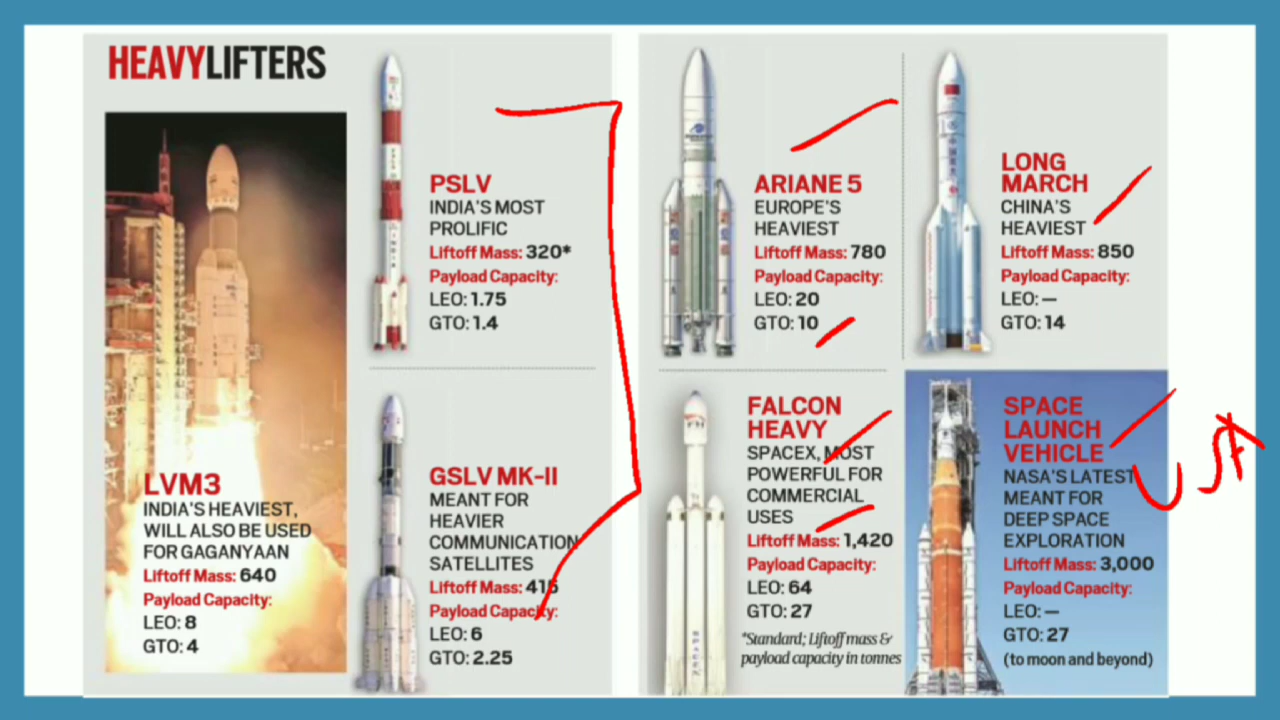 HEAVYLIFTERS
LVM3
INDIA'S HEAVIEST,
WILL ALSO BE USED
FOR GAGANYAAN
Liftoff Mass: 640
Payload Capacity:
LEO: 8
GTO: 4
PSLV
INDIA'S MOST
PROLIFIC
Liftoff Mass: 320*
Payload Capacity:
LEO: 1.75
GTO: 1.4
GSLV MK-II
MEANT FOR
HEAVIER
COMMUNICATION
SATELLITES
Liftoff Mass: 415
Payload Capacity:
LEO: 6
GTO: 2.25
ARIANE 5
EUROPE'S
HEAVIEST
Liftoff Mass: 780
Payload Capacity:
LEO: 20
GTO: 10
LONG
MARCH
CHINA'S
HEAVIEST
Liftoff Mass: 850
Payload Capacity:
LEO: —
GTO: 14
FALCON
HEAVY
SPACEX, MOST
POWERFUL FOR
COMMERCIAL
USES
Liftoff Mass: 1,420
Payload Capacity:
LEO: 64
GTO: 27
*Standard; Liftoff mass &
payload capacity in tonnes
SPACE
LAUNCH
VEHICLE
NASA'S LATEST
MEANT FOR
DEEP SPACE
EXPLORATION
Liftoff Mass: 3,000
Payload Capacity:
LEO: —
GTO: 27
(to moon and beyond)
USA